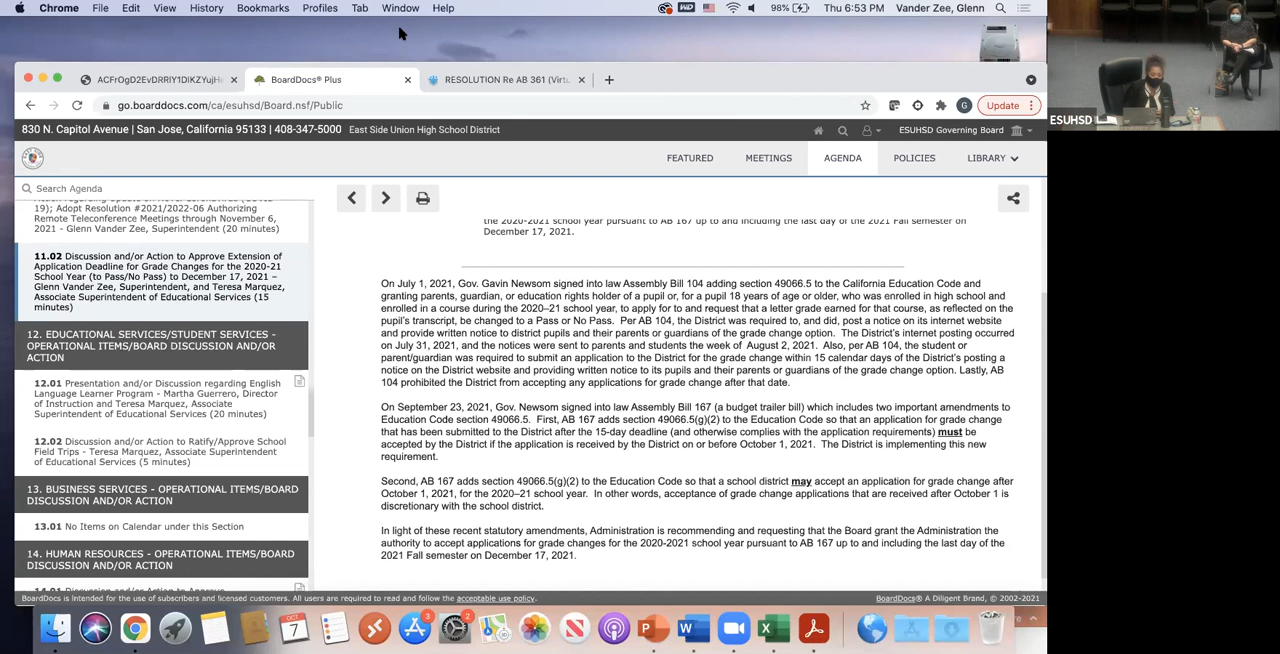 Chrome File Edit View History Bookmarks Profiles Tab Window Help
98% Thu 6:53 PM Vander Zee, Glenn
ACFrOgD2EvDRRlY1DlKZYujH
BoardDocs® Plus
RESOLUTION Re AB 361 (Virtu
go.boarddocs.com/ca/esuhsd/Board.nsf/Public
G
Update
830 N. Capitol Avenue | San Jose, California 95133 | 408-347-5000 East Side Union High School District
ESUHSD Governing Board
FEATURED MEETINGS AGENDA POLICIES LIBRARY
Search Agenda
19); Adopt Resolution #2021/2022-06 Authorizing
Remote Teleconference Meetings through November 6,
2021 - Glenn Vander Zee, Superintendent (20 minutes)
11.02 Discussion and/or Action to Approve Extension of
Application Deadline for Grade Changes for the 2020-21
School Year (to Pass/No Pass) to December 17, 2021 –
Glenn Vander Zee, Superintendent, and Teresa Marquez,
Associate Superintendent of Educational Services (15
minutes)
12. EDUCATIONAL SERVICES/STUDENT SERVICES -
OPERATIONAL ITEMS/BOARD DISCUSSION AND/OR
ACTION
12.01 Presentation and/or Discussion regarding English
Language Learner Program - Martha Guerrero, Director
of Instruction and Teresa Marquez, Associate
Superintendent of Educational Services (20 minutes)
12.02 Discussion and/or Action to Ratify/Approve School
Field Trips - Teresa Marquez, Associate Superintendent
of Educational Services (5 minutes)
13. BUSINESS SERVICES - OPERATIONAL ITEMS/BOARD
DISCUSSION AND/OR ACTION
13.01 No Items on Calendar under this Section
14. HUMAN RESOURCES - OPERATIONAL ITEMS/BOARD
DISCUSSION AND/OR ACTION
the 2020-2021 school year pursuant to AB 167 up to and including the last day of the 2021 Fall semester on
December 17, 2021.
On July 1, 2021, Gov. Gavin Newsom signed into law Assembly Bill 104 adding section 49066.5 to the California Education Code and
granting parents, guardian, or education rights holder of a pupil or, for a pupil 18 years of age or older, who was enrolled in high school and
enrolled in a course during the 2020–21 school year, to apply for and request that a letter grade earned for that course, as reflected on the
pupil's transcript, be changed to a Pass or No Pass. Per AB 104, the District was required to, and did, post a notice on its internet website
and provide written notice to district pupils and their parents or guardians of the grade change option. The District's internet posting occurred
on July 31, 2021, and the notices were sent to parents and students the week of August 2, 2021. Also, per AB 104, the student or
parent/guardian was required to submit an application to the District for the grade change within 15 calendar days of the District's posting a
notice on the District website and providing written notice to its pupils and their parents or guardians of the grade change option. Lastly, AB
104 prohibited the District from accepting any applications for grade change after that date.
On September 23, 2021, Gov. Newsom signed into law Assembly Bill 167 (a budget trailer bill) which includes two important amendments to
Education Code section 49066.5. First, AB 167 adds section 49066.5(g)(2) to the Education Code so that an application for grade change
that has been submitted to the District after the 15-day deadline (and otherwise complies with the application requirements) must be
accepted by the District if the application is received by the District on or before October 1, 2021. The District is implementing this new
requirement.
Second, AB 167 adds section 49066.5(g)(2) to the Education Code so that a school district may accept an application for grade change after
October 1, 2021, for the 2020–21 school year. In other words, acceptance of grade change applications that are received after October 1 is
discretionary with the school district.
In light of these recent statutory amendments, Administration is recommending and requesting that the Board grant the Administration the
authority to accept applications for grade changes for the 2020-2021 school year pursuant to AB 167 up to and including the last day of the
2021 Fall semester on December 17, 2021.
BoardDocs is intended for the use of subscribers and licensed customers. All users are required to read and follow the acceptable use policy.
BoardDocs® A Diligent Brand, © 2002-2021
OCT
7
3
2
ESUHSD